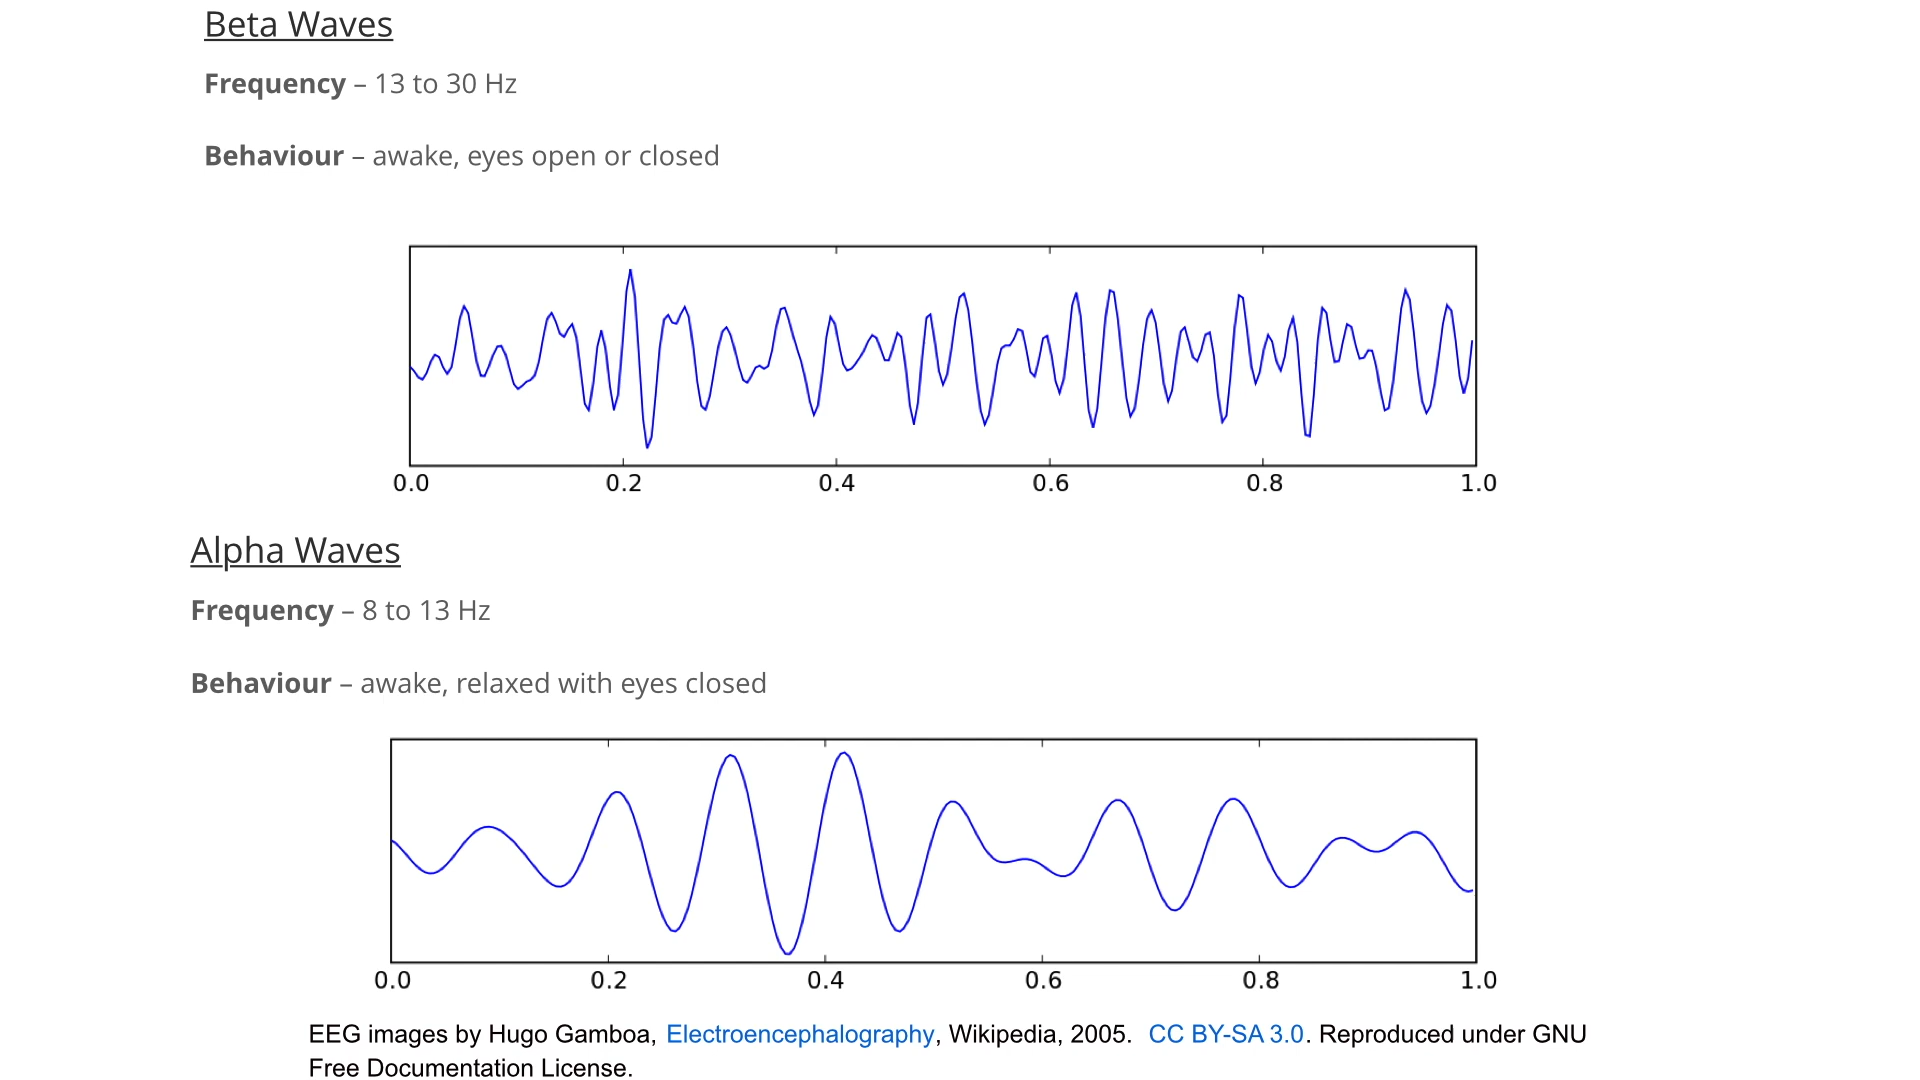 Beta Waves
Frequency – 13 to 30 Hz
Behaviour – awake, eyes open or closed
0.0 0.2 0.4 0.6 0.8 1.0
Alpha Waves
Frequency – 8 to 13 Hz
Behaviour – awake, relaxed with eyes closed
0.0 0.2 0.4 0.6 0.8 1.0
EEG images by Hugo Gamboa, Electroencephalography, Wikipedia, 2005. CC BY-SA 3.0. Reproduced under GNU
Free Documentation License.